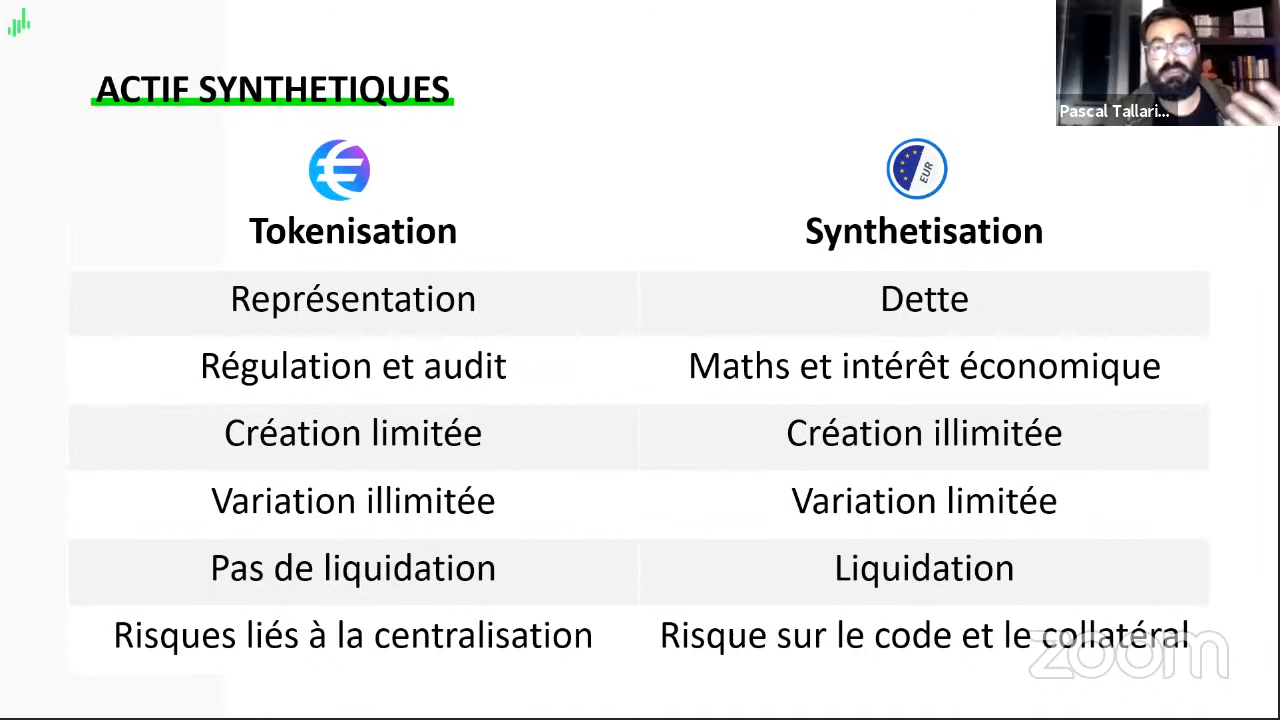 ACTIF SYNTHETIQUES
Pascal Tallari...
EUR
Tokenisation
Synthetisation
Représentation
Dette
Régulation et audit
Maths et intérêt économique
Création limitée
Création illimitée
Variation illimitée
Variation limitée
Pas de liquidation
Liquidation
Risques liés à la centralisation
Risque sur le code et le collatéral
zoom